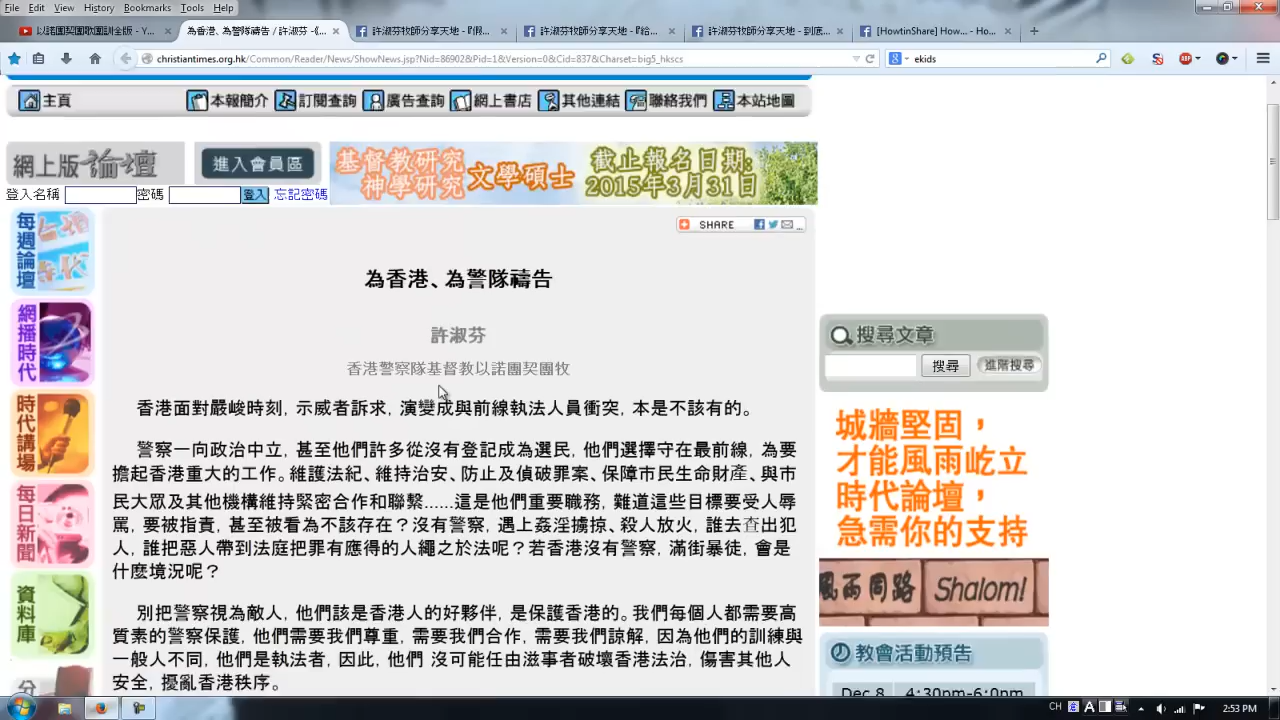 File Edit View History Bookmarks Tools Help
以諾團契團歌團訓全版 - Y...
為香港、為警隊禱告 / 許淑芬 -《...
許淑芬牧師分享天地 -
許淑芬牧師分享天地 -
許淑芬牧師分享天地 - 到底...
[HowtinShare] How... - Ho...
christiantimes.org.hk/Common/Reader/News/ShowNews.jsp?Nid=86902&Pid=1&Version=0&Cid=837&Charset=big5_hkscs
ekids
主頁
本報簡介
訂閱查詢
廣告查詢
網上書店
其他連結
聯絡我們
本站地圖
網上版論壇
進入會員區
基督教研究
神學研究
文學碩士
截止報名日期:
2015年3月31日
登入名稱 密碼 登入 忘記密碼
每週論壇
網播時代
時代講場
每日新聞
資料庫
分
SHARE
為香港、為警隊禱告
許淑芬
香港警察隊基督教以諾團契團牧
香港面對嚴峻時刻, 示威者訴求, 演變成與前線執法人員衝突, 本是不該有的。
警察一向政治中立, 甚至他們許多從沒有登記成為選民, 他們選擇守在最前線, 為要
擔起香港重大的工作。維護法紀、維持治安、防止及偵破罪案、保障市民生命財產、與市
民大眾及其他機構維持緊密合作和聯繫......這是他們重要職務, 難道這些目標要受人辱
罵, 要被指責, 甚至被看為不該存在？沒有警察, 遇上姦淫擄掠、殺人放火, 誰去查出犯
人, 誰把惡人帶到法庭把罪有應得的人繩之於法呢？若香港沒有警察, 滿街暴徒, 會是
什麼境況呢？
別把警察視為敵人, 他們該是香港人的好夥伴, 是保護香港的。我們每個人都需要高
質素的警察保護, 他們需要我們尊重, 需要我們合作, 需要我們諒解, 因為他們的訓練與
一般人不同, 他們是執法者, 因此, 他們 沒可能任由滋事者破壞香港法治, 傷害其他人
安全, 擾亂香港秩序。
搜尋文章
搜尋
進階搜尋
城牆堅固，
才能風雨屹立
時代論壇，
急需你的支持
風雨同路
Shalom!
教會活動預告
Dec 8 4:30pm-6:0pm
CH
2:53 PM